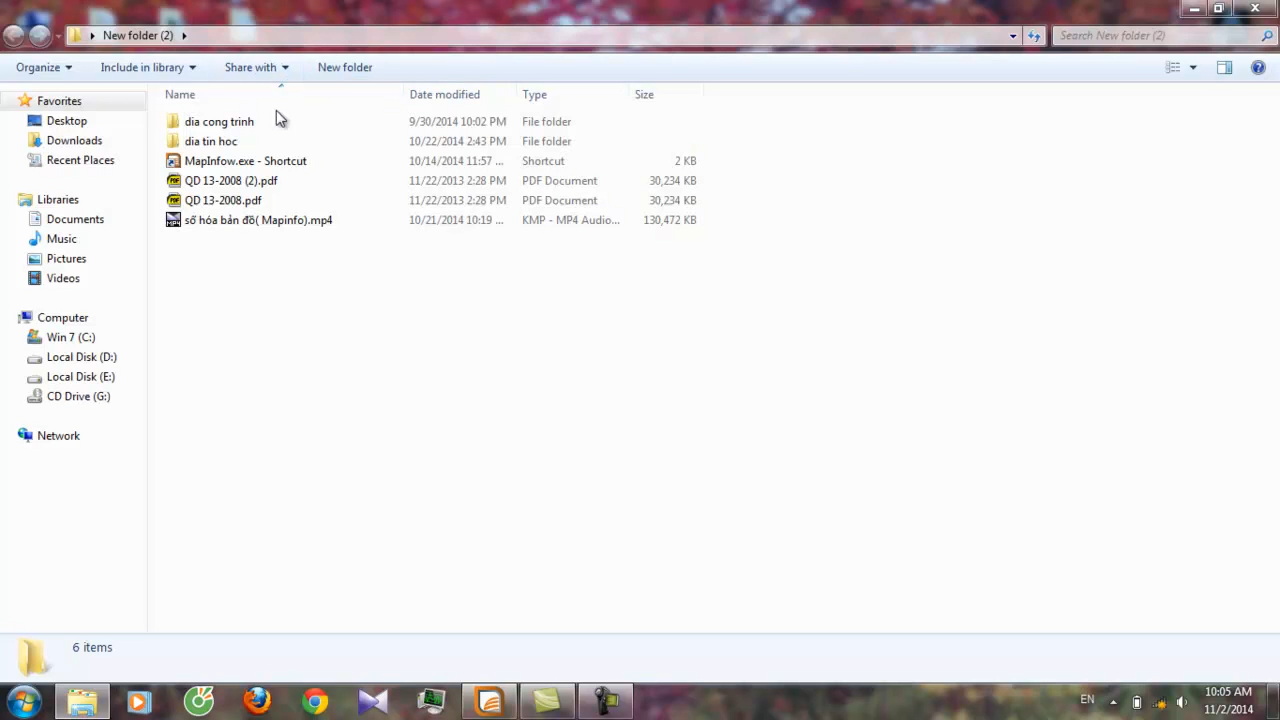 New folder (2)
Search New folder (2)
Organize
Include in library
Share with
New folder
Name
Date modified
Type
Size
Favorites
Desktop
Downloads
Recent Places
Libraries
Documents
Music
Pictures
Videos
Computer
Win 7 (C:)
Local Disk (D:)
Local Disk (E:)
CD Drive (G:)
Network
dia cong trinh 9/30/2014 10:02 PM File folder
dia tin hoc 10/22/2014 2:43 PM File folder
MapInfow.exe - Shortcut 10/14/2014 11:57 ... Shortcut 2 KB
QD 13-2008 (2).pdf 11/22/2013 2:28 PM PDF Document 30,234 KB
QD 13-2008.pdf 11/22/2013 2:28 PM PDF Document 30,234 KB
số hóa bản đồ( Mapinfo).mp4 10/21/2014 10:19 ... KMP - MP4 Audio... 130,472 KB
6 items
EN
10:05 AM
11/2/2014